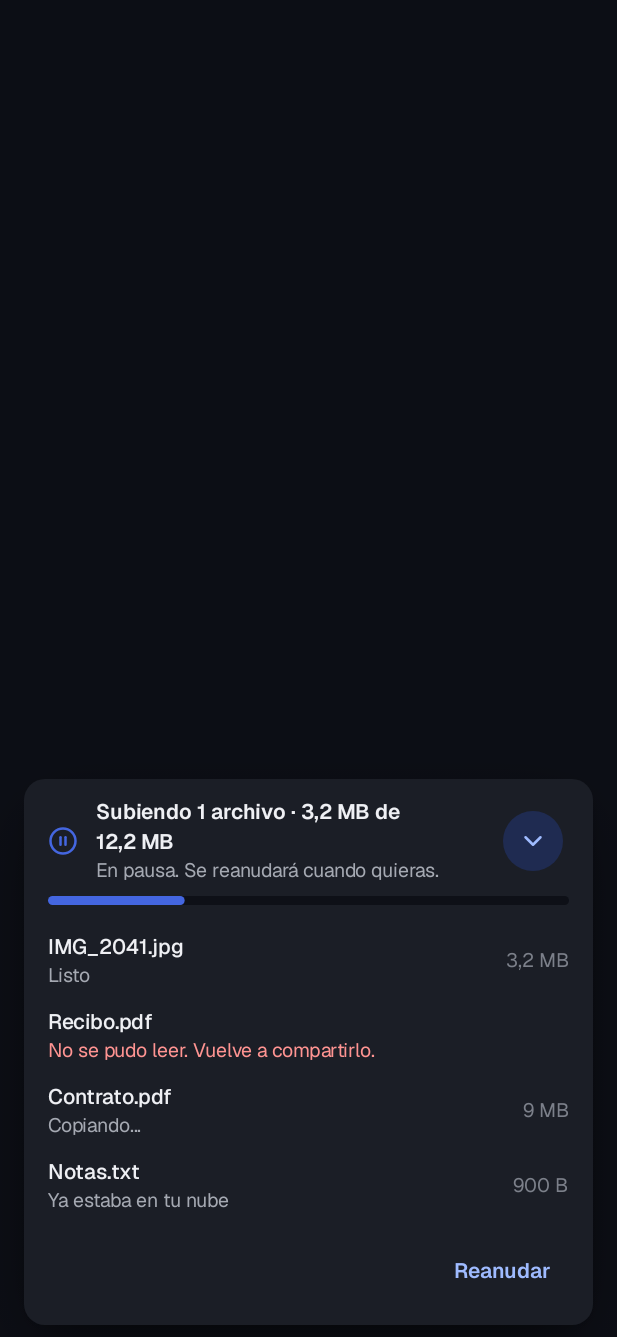 Subiendo 1 archivo · 3,2 MB de
12,2 MB
En pausa. Se reanudará cuando quieras.
IMG_2041.jpg
Listo
3,2 MB
Recibo.pdf
No se pudo leer. Vuelve a compartirlo.
Contrato.pdf
Copiando…
9 MB
Notas.txt
Ya estaba en tu nube
900 B
Reanudar